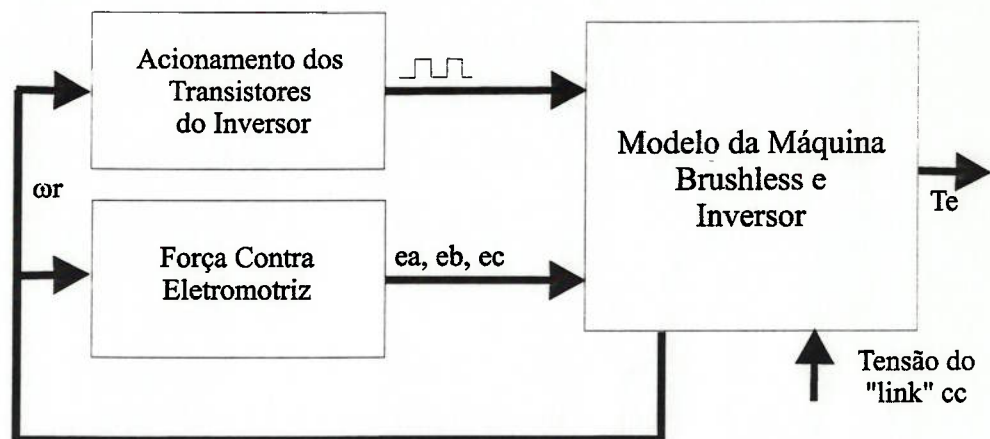 Acionamento dos
Transistores
do Inversor
ωr
Força Contra
Eletromotriz
ea, eb, ec
Modelo da Máquina
Brushless e
Inversor
Te
Tensão do
"link" cc